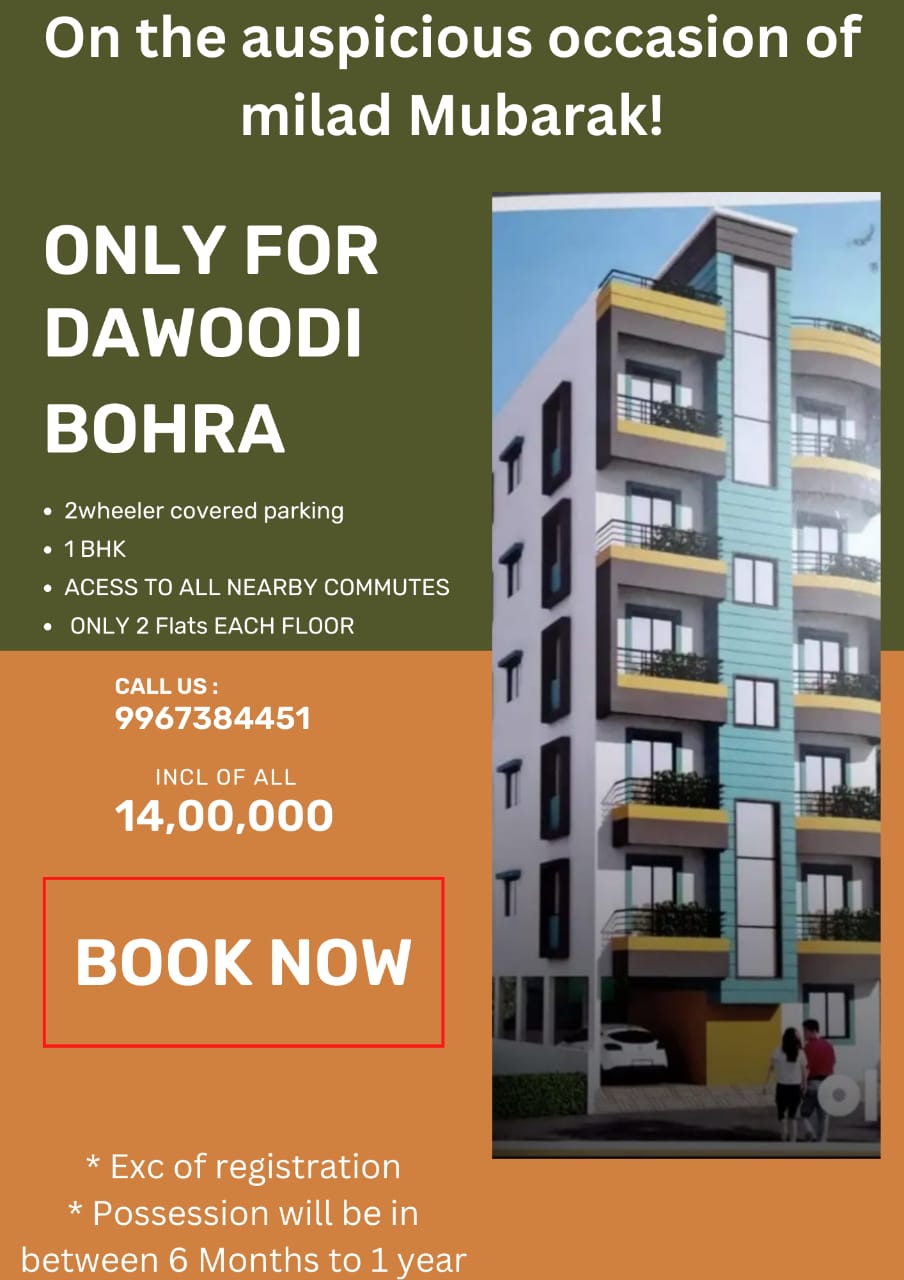 On the auspicious occasion of
milad Mubarak!
ONLY FOR
DAWOODI
BOHRA
• 2wheeler covered parking
• 1 BHK
• ACESS TO ALL NEARBY COMMUTES
• ONLY 2 Flats EACH FLOOR
CALL US :
9967384451
INCL OF ALL
14,00,000
BOOK NOW
* Exc of registration
* Possession will be in
between 6 Months to 1 year